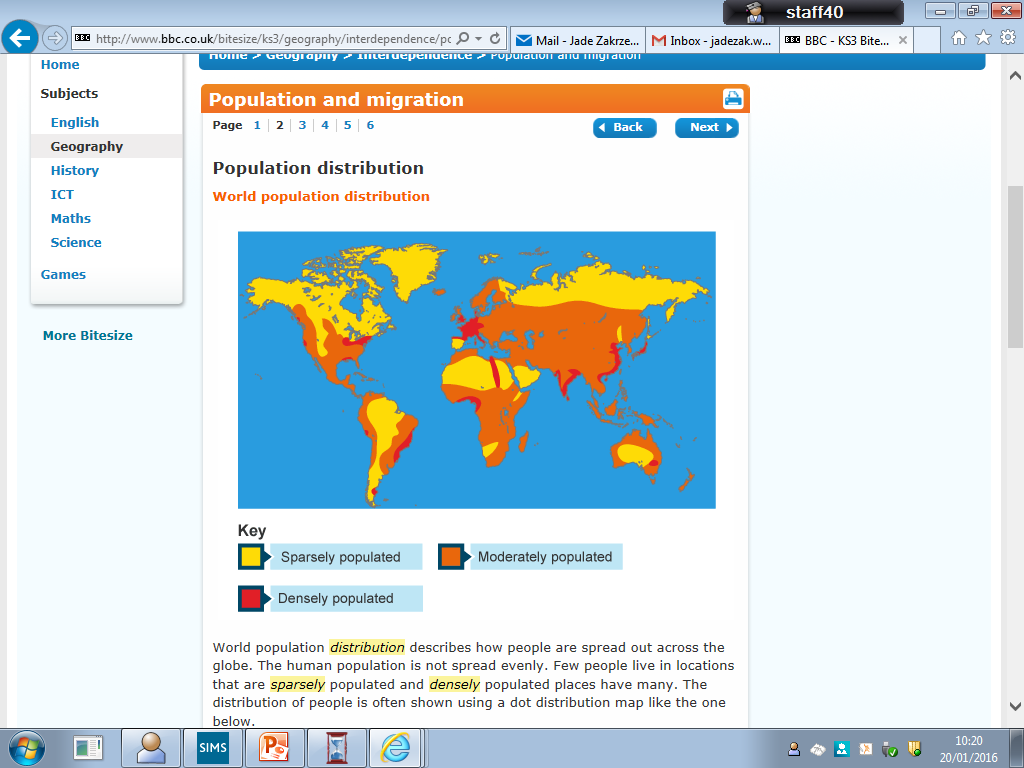 staff40
BBC http://www.bbc.co.uk/bitesize/ks3/geography/interdependence/pc
Mail - Jade Zakrze...
Inbox - jadezak.w...
BBC BBC - KS3 Bite...
Home > Geography > Interdependence > Population and migration
Home
Subjects
English
Geography
History
ICT
Maths
Science
Games
More Bitesize
Population and migration
Page 1 2 3 4 5 6
Back Next
Population distribution
World population distribution
Key
Sparsely populated
Moderately populated
Densely populated
World population distribution describes how people are spread out across the
globe. The human population is not spread evenly. Few people live in locations
that are sparsely populated and densely populated places have many. The
distribution of people is often shown using a dot distribution map like the one
below.
SIMS
10:20
20/01/2016